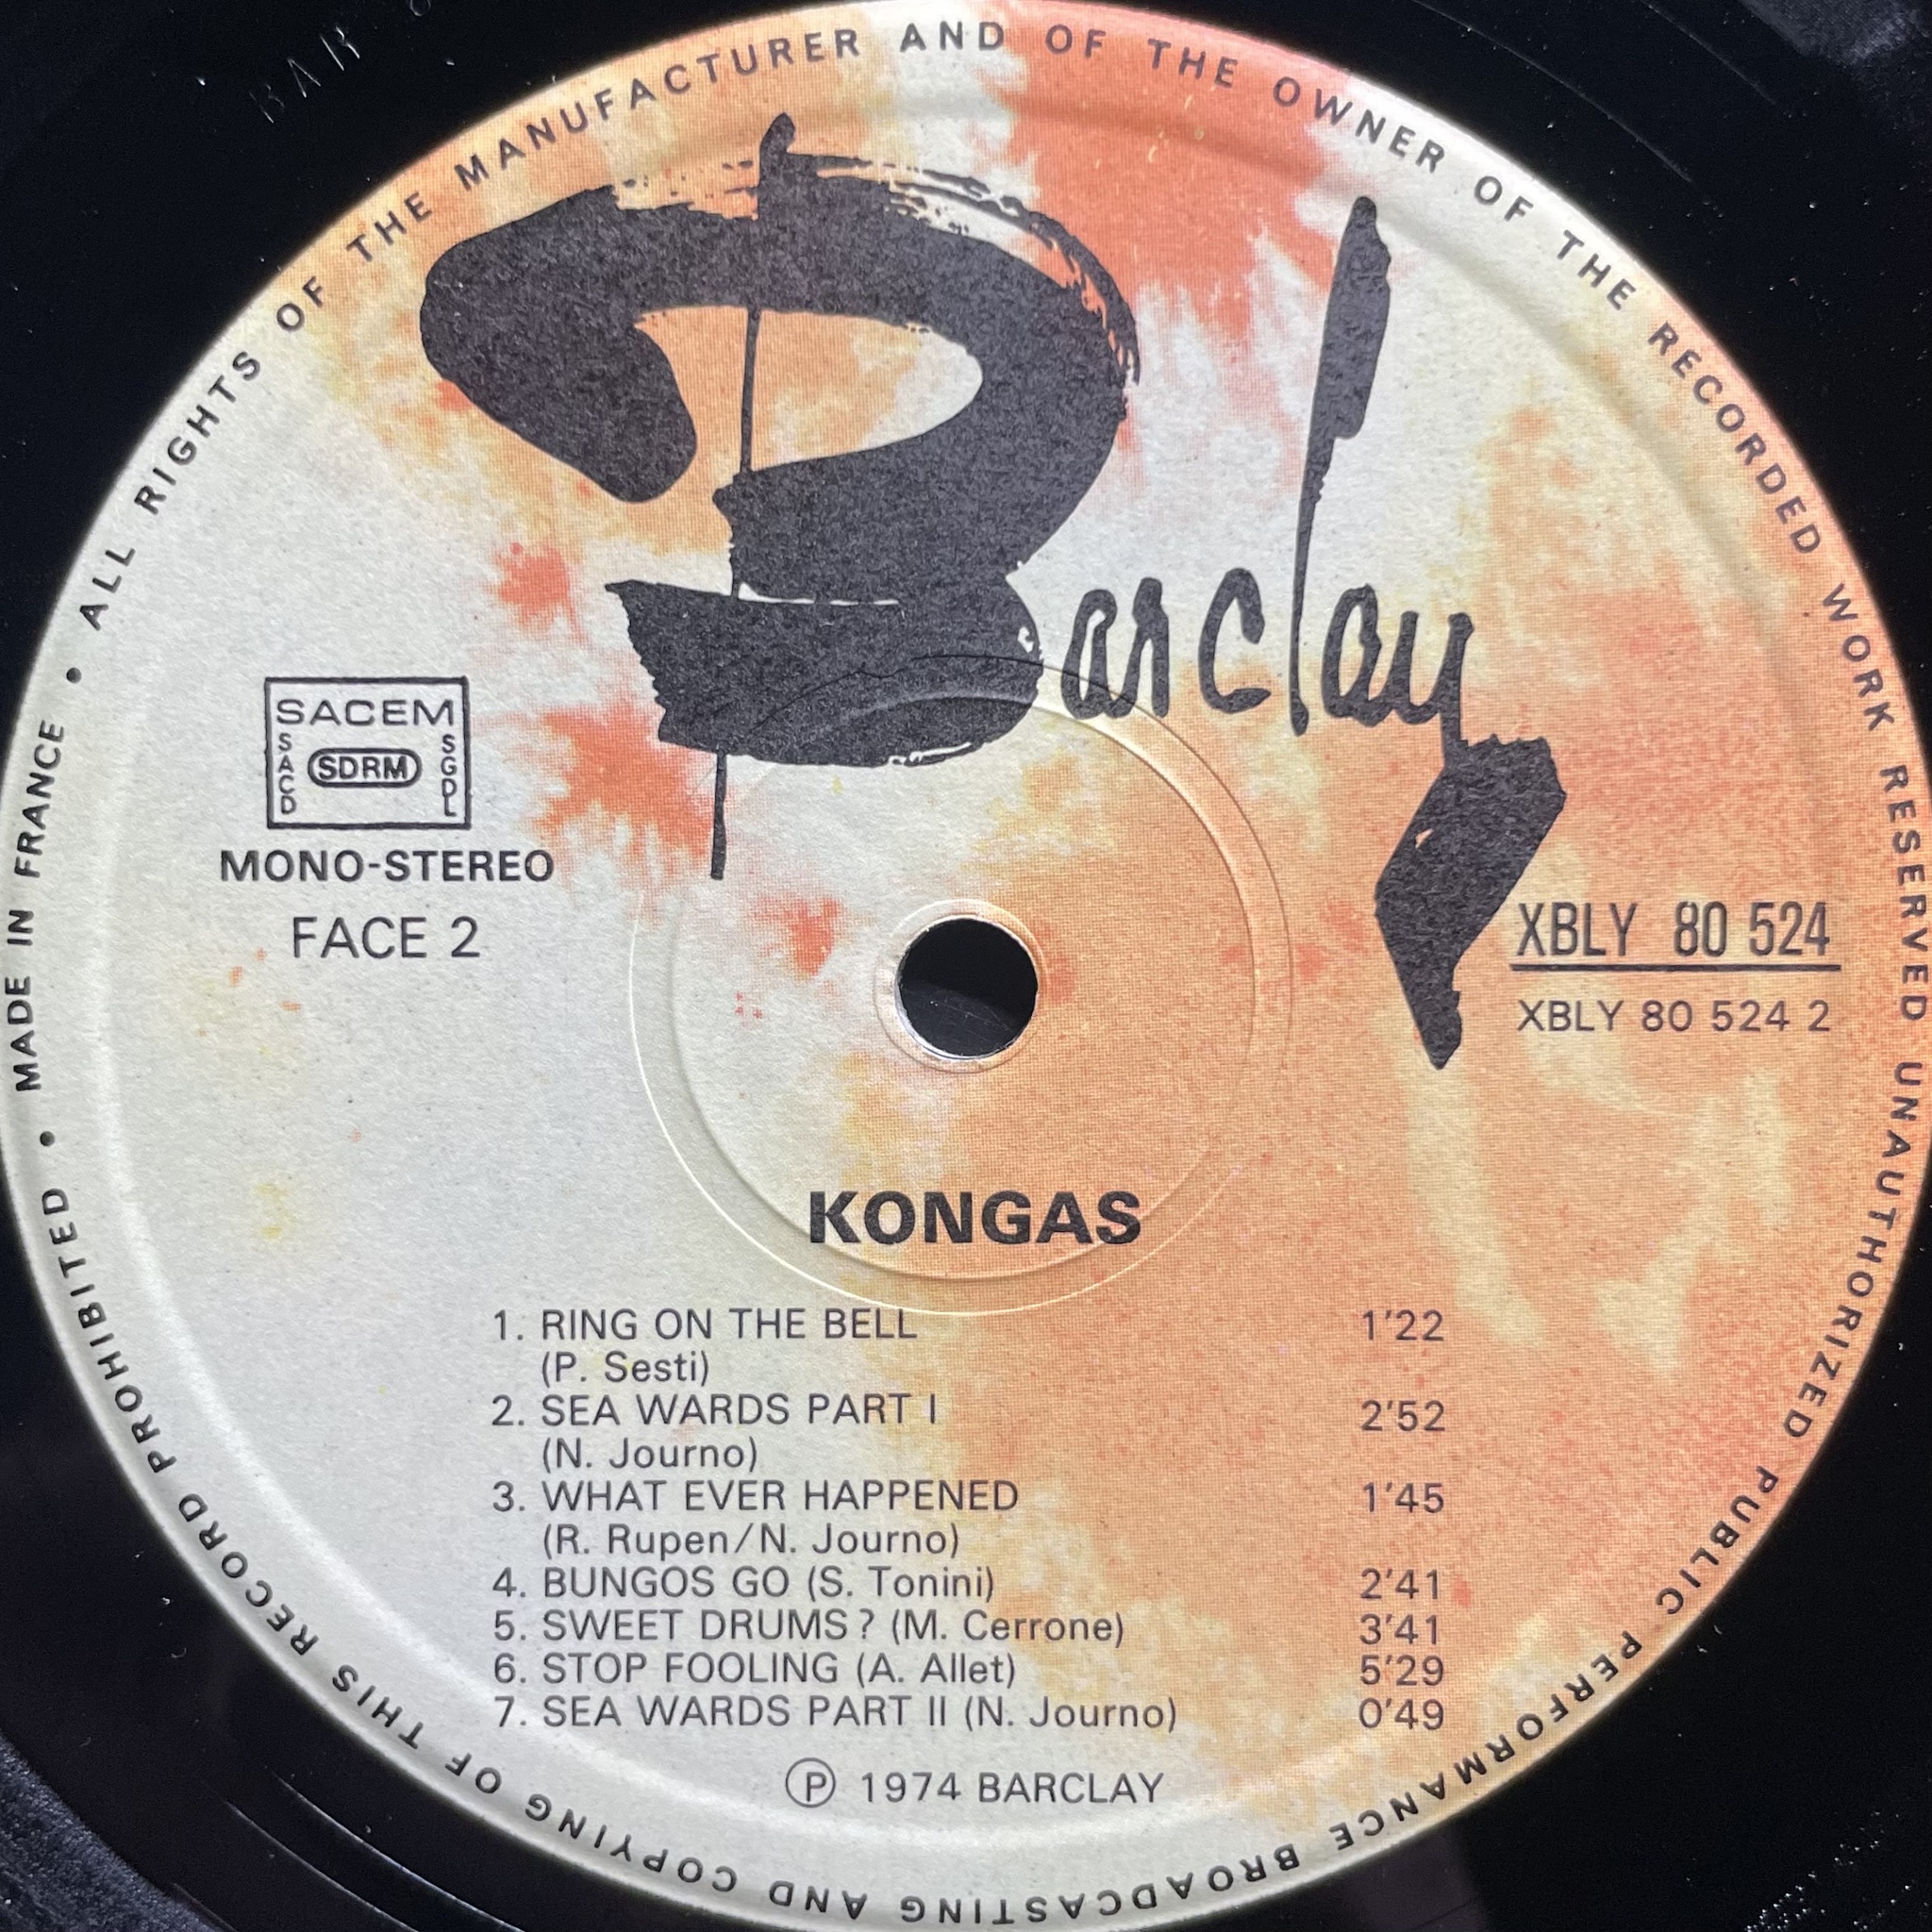 BAR
ALL RIGHTS OF THE MANUFACTURER AND OF THE OWNER OF THE RECORDED WORK RESERVED UNAUTHORIZED PUBLIC PERFORMANCE BROADCASTING AND COPYING OF THIS RECORD PROHIBITED • MADE IN FRANCE •
Barclay
SACEM
SACD SDRM SGDL
MONO-STEREO
FACE 2
XBLY 80 524
XBLY 80 524 2
KONGAS
1. RING ON THE BELL 1'22
(P. Sesti)
2. SEA WARDS PART I 2'52
(N. Journo)
3. WHAT EVER HAPPENED 1'45
(R. Rupen/N. Journo)
4. BUNGOS GO (S. Tonini) 2'41
5. SWEET DRUMS? (M. Cerrone) 3'41
6. STOP FOOLING (A. Allet) 5'29
7. SEA WARDS PART II (N. Journo) 0'49
Ⓟ 1974 BARCLAY